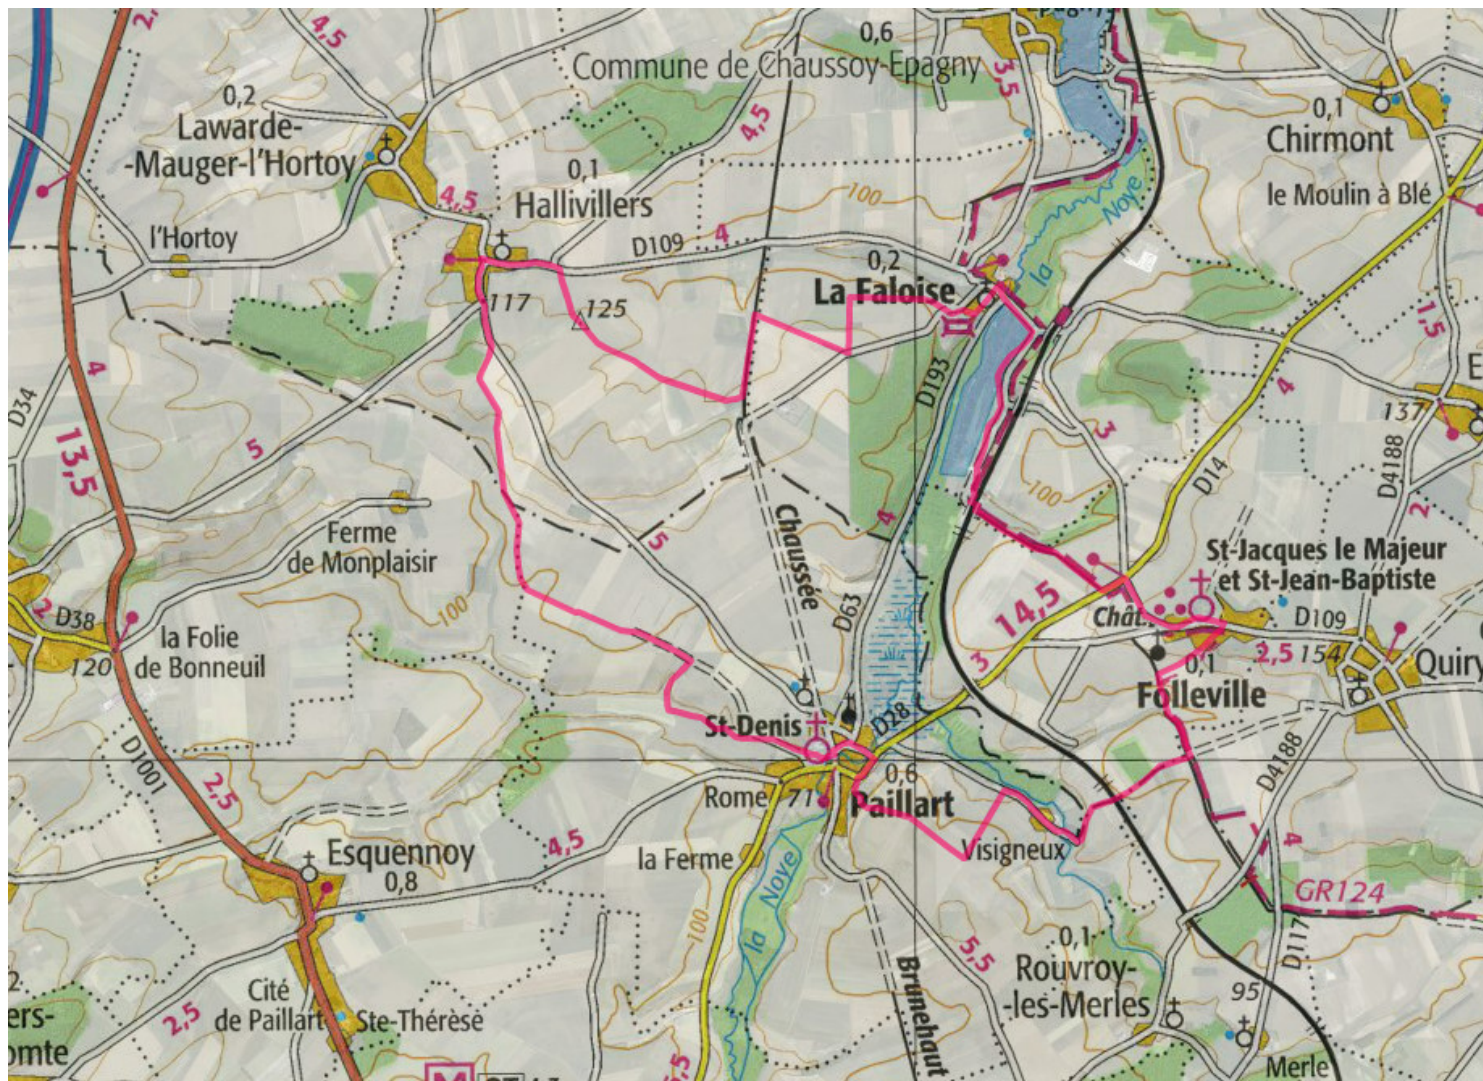 2,
4,5
0,6
3,5
Epagny
Commune de Chaussoy-Epagny
0,2
Lawarde-
-Mauger-l'Hortoy
4,5
0,1
Chirmont
0,1
Hallivillers
4,5
100
la Noye
le Moulin à Blé
l'Hortoy
D109
4
0,2
La Faloise
117
125
1,5
4
D34
D193
4
E
137
13,5
5
3
D4188
D14
100
2
Ferme
de Monplaisir
Chaussée
5
4
St-Jacques le Majeur
et St-Jean-Baptiste
100
D63
14,5
Chât.
D109
2
D38
la Folie
de Bonneuil
120
3
0,1
2,5
154
Quiry
Folleville
St-Denis
D28
D1001
2,5
D4188
0,6
Rome
71
Paillart
Esquennoy
0,8
4,5
la Ferme
Visigneux
4
GR124
la Noye
100
D117
5,5
0,1
Rouvroy-
-les-Merles
95
Brunehaut
2.
ers-
omte
2,5
Cité
de Paillart
Ste-Thérèse
5,5
M
Merle